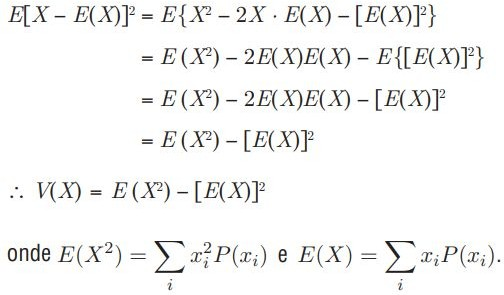 E[X – E(X)]² = E{X² – 2X · E(X) – [E(X)]²}
= E (X²) – 2E(X)E(X) – E{[E(X)]²}
= E (X²) – 2E(X)E(X) – [E(X)]²
= E (X²) – [E(X)]²
∴ V(X) = E (X²) – [E(X)]²
onde E(X²) = ∑ᵢ xᵢ²P(xᵢ) e E(X) = ∑ᵢ xᵢP(xᵢ).